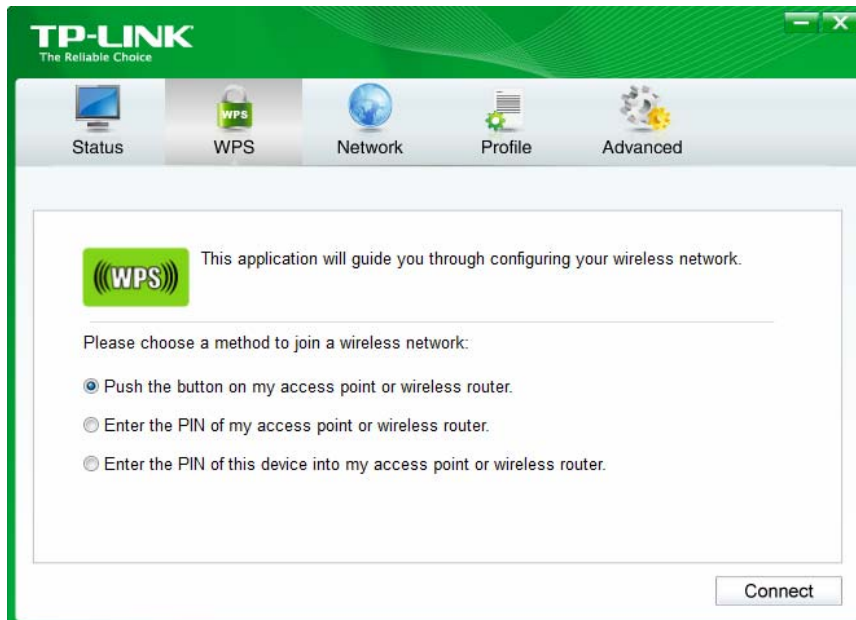 TP-LINK
The Reliable Choice
Status WPS Network Profile Advanced
WPS
This application will guide you through configuring your wireless network.
(((WPS)))
Please choose a method to join a wireless network:
Push the button on my access point or wireless router.
Enter the PIN of my access point or wireless router.
Enter the PIN of this device into my access point or wireless router.
Connect